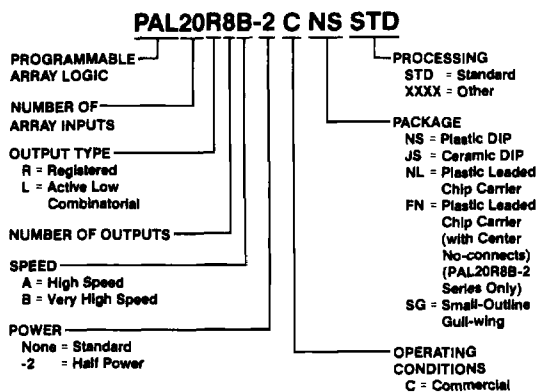 PAL20R8B-2 C NS STD
PROGRAMMABLE
ARRAY LOGIC
NUMBER OF
ARRAY INPUTS
OUTPUT TYPE
R = Registered
L = Active Low
Combinatorial
NUMBER OF OUTPUTS
SPEED
A = High Speed
B = Very High Speed
POWER
None = Standard
-2 = Half Power
PROCESSING
STD = Standard
XXXX = Other
PACKAGE
NS = Plastic DIP
JS = Ceramic DIP
NL = Plastic Leaded
Chip Carrier
FN = Plastic Leaded
Chip Carrier
(with Center
No-connects)
(PAL20R8B-2
Series Only)
SG = Small-Outline
Gull-wing
OPERATING
CONDITIONS
C = Commercial